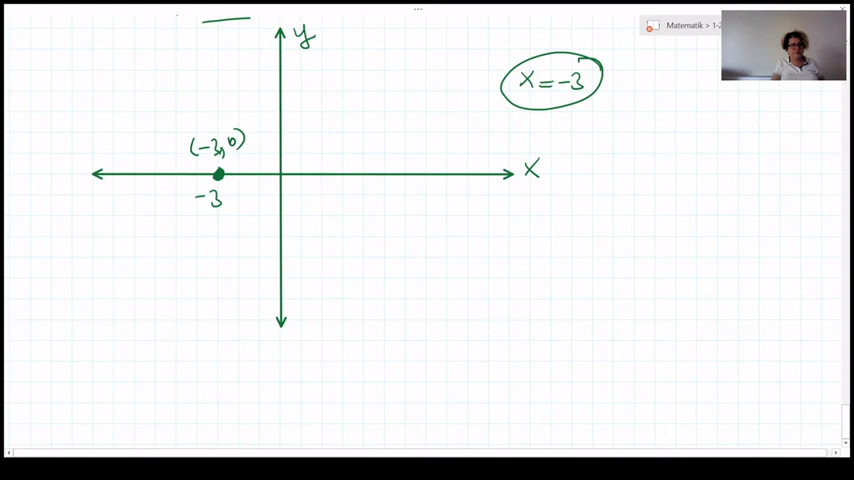 Matematik > 1-2
y
x = -3
(-3, 0)
x
-3